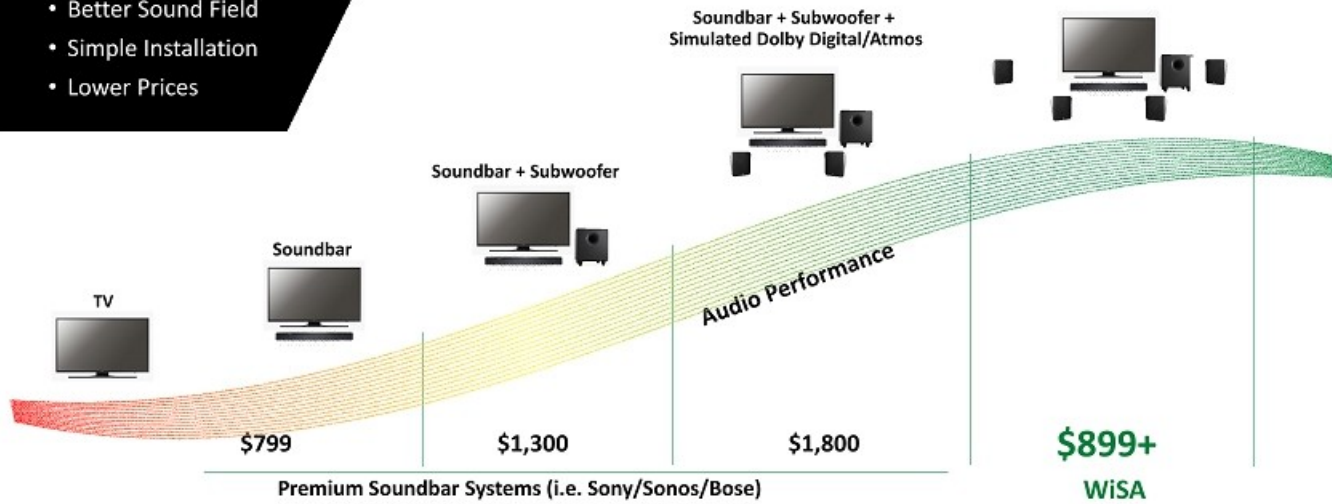 • Better Sound Field
• Simple Installation
• Lower Prices
Soundbar + Subwoofer +
Simulated Dolby Digital/Atmos
Soundbar + Subwoofer
Soundbar
TV
Audio Performance
$799
$1,300
$1,800
$899+
Premium Soundbar Systems (i.e. Sony/Sonos/Bose)
WiSA